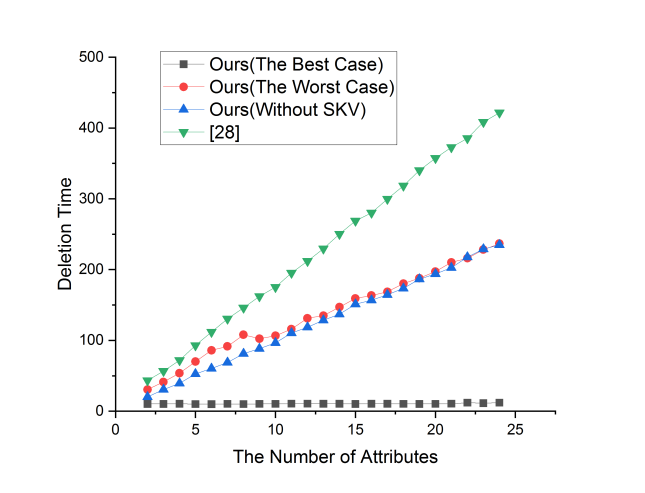 500
400
300
200
100
0
Deletion Time
Ours(The Best Case)
Ours(The Worst Case)
Ours(Without SKV)
[28]
0 5 10 15 20 25
The Number of Attributes